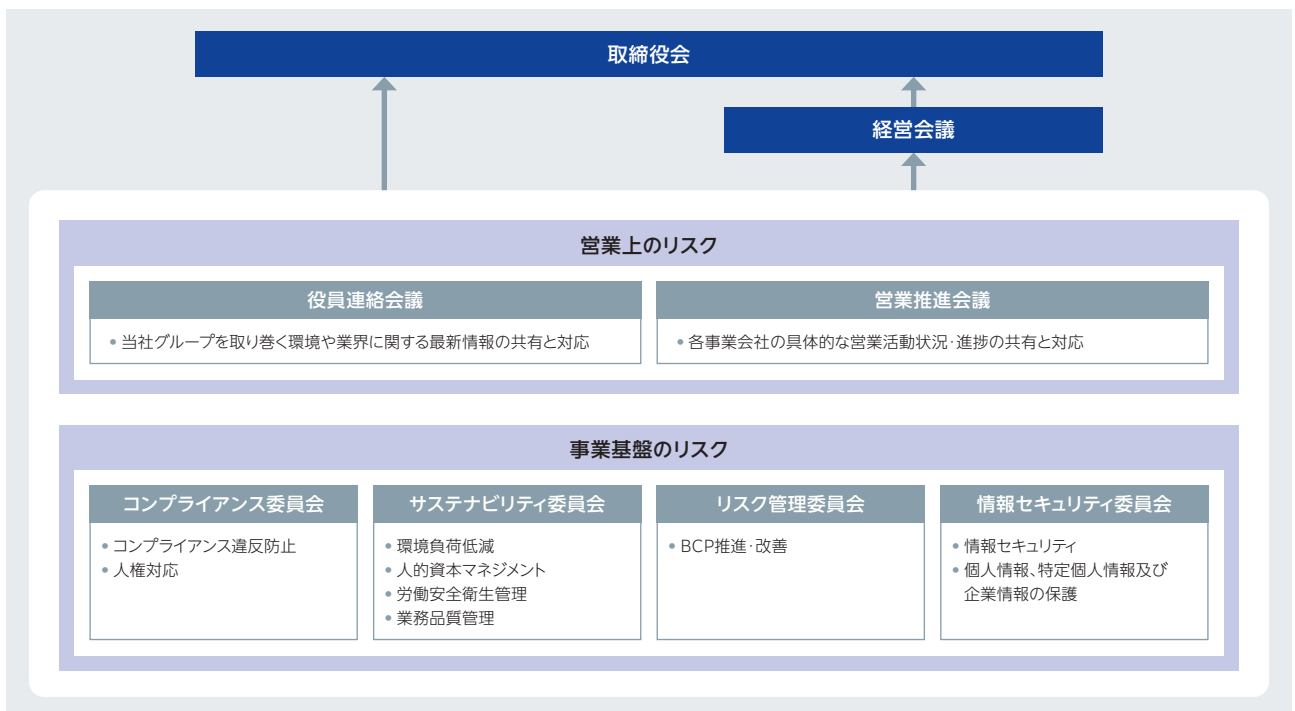 取締役会
経営会議
営業上のリスク
役員連絡会議
• 当社グループを取り巻く環境や業界に関する最新情報の共有と対応
営業推進会議
• 各事業会社の具体的な営業活動状況・進捗の共有と対応
事業基盤のリスク
コンプライアンス委員会
• コンプライアンス違反防止
• 人権対応
サステナビリティ委員会
• 環境負荷低減
• 人的資本マネジメント
• 労働安全衛生管理
• 業務品質管理
リスク管理委員会
• BCP推進・改善
情報セキュリティ委員会
• 情報セキュリティ
• 個人情報、特定個人情報及び
企業情報の保護